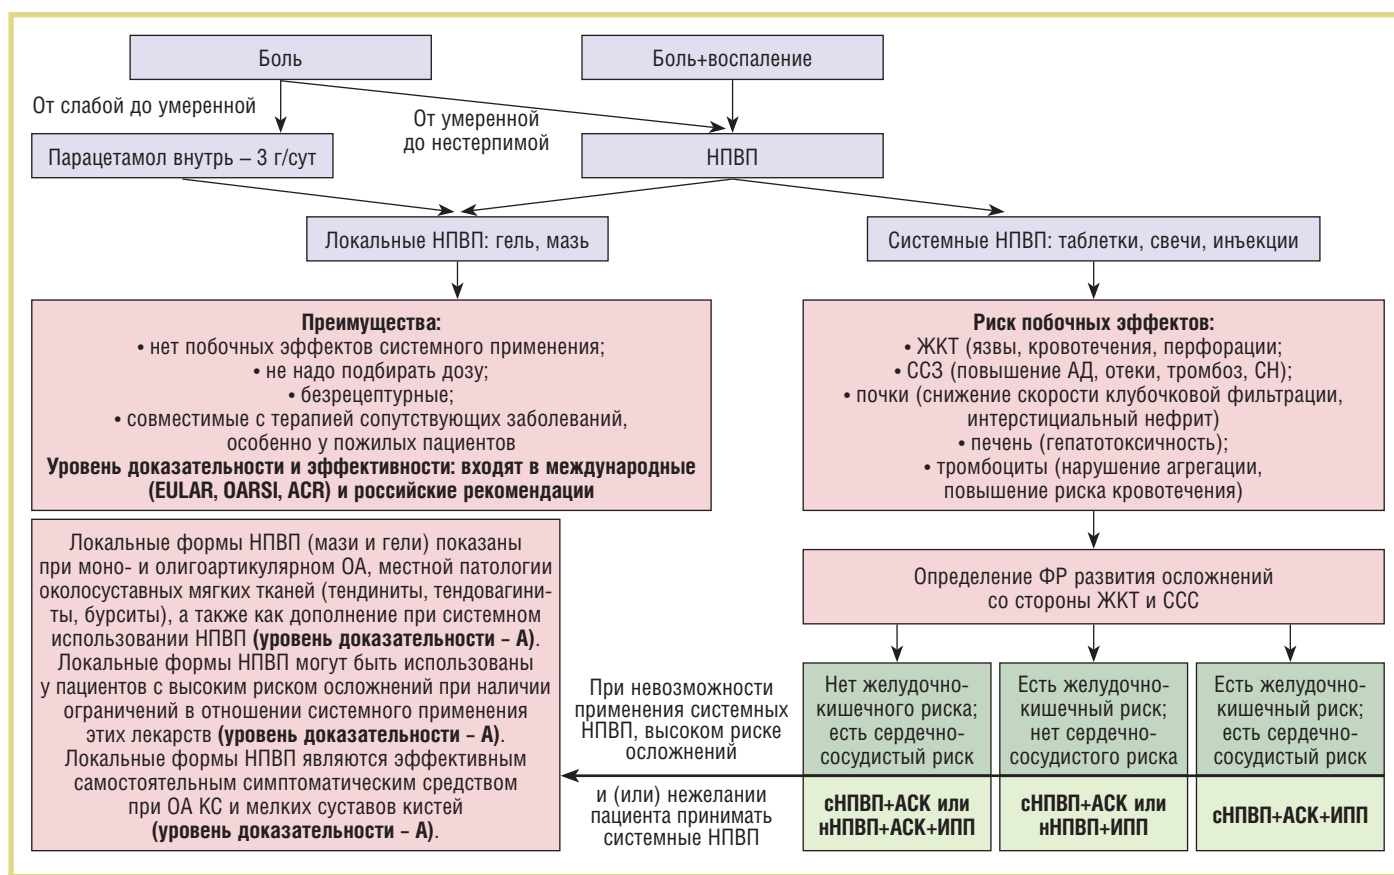 Боль
Боль+воспаление
От слабой до умеренной
От умеренной
до нестерпимой
Парацетамол внутрь – 3 г/сут
НПВП
Локальные НПВП: гель, мазь
Системные НПВП: таблетки, свечи, инъекции
Преимущества:
• нет побочных эффектов системного применения;
• не надо подбирать дозу;
• безрецептурные;
• совместимые с терапией сопутствующих заболеваний,
особенно у пожилых пациентов
Уровень доказательности и эффективности: входят в международные
(EULAR, OARSI, ACR) и российские рекомендации
Риск побочных эффектов:
• ЖКТ (язвы, кровотечения, перфорации;
• ССЗ (повышение АД, отеки, тромбоз, СН);
• почки (снижение скорости клубочковой фильтрации,
интерстициальный нефрит)
• печень (гепатотоксичность);
• тромбоциты (нарушение агрегации,
повышение риска кровотечения)
Локальные формы НПВП (мази и гели) показаны
при моно- и олигоартикулярном ОА, местной патологии
околосуставных мягких тканей (тендиниты, тендовагини-
ты, бурситы), а также как дополнение при системном
использовании НПВП (уровень доказательности – А).
Локальные формы НПВП могут быть использованы
у пациентов с высоким риском осложнений при наличии
ограничений в отношении системного применения
этих лекарств (уровень доказательности – А).
Локальные формы НПВП являются эффективным
самостоятельным симптоматическим средством
при ОА КС и мелких суставов кистей
(уровень доказательности – А).
Определение ФР развития осложнений
со стороны ЖКТ и ССС
При невозможности
применения системных
НПВП, высоком риске
осложнений
и (или) нежелании
пациента принимать
системные НПВП
Нет желудочно-
кишечного риска;
есть сердечно-
сосудистый риск
Есть желудочно-
кишечный риск;
нет сердечно-
сосудистого риска
Есть желудочно-
кишечный риск;
есть сердечно-
сосудистый риск
сНПВП+АСК или
нНПВП+АСК+ИПП
сНПВП+АСК или
нНПВП+ИПП
сНПВП+АСК+ИПП